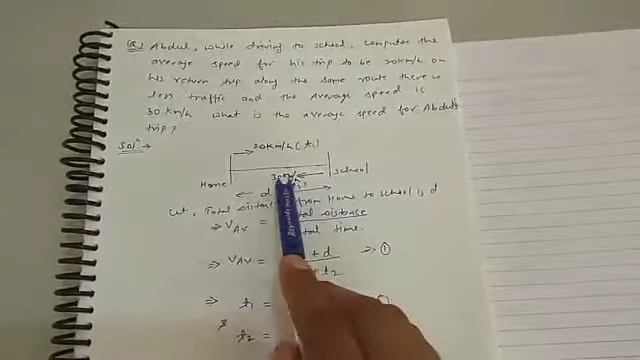 (Q) Abdul, while driving to school, computes the
average speed for his trip to be 20km/h on
his return trip along the same route there is
less traffic and the Average speed is
30 km/h what is the average speed for Abdul's
trip?
Sol:→
20km/h (t1)
School
Home
d
Let, Total Distance from Home to school is d
⇒ VAV = Total distance
total time.
⇒ VAV = + d ⇒ ①
+ t2
⇒ t1 =
& t2 =